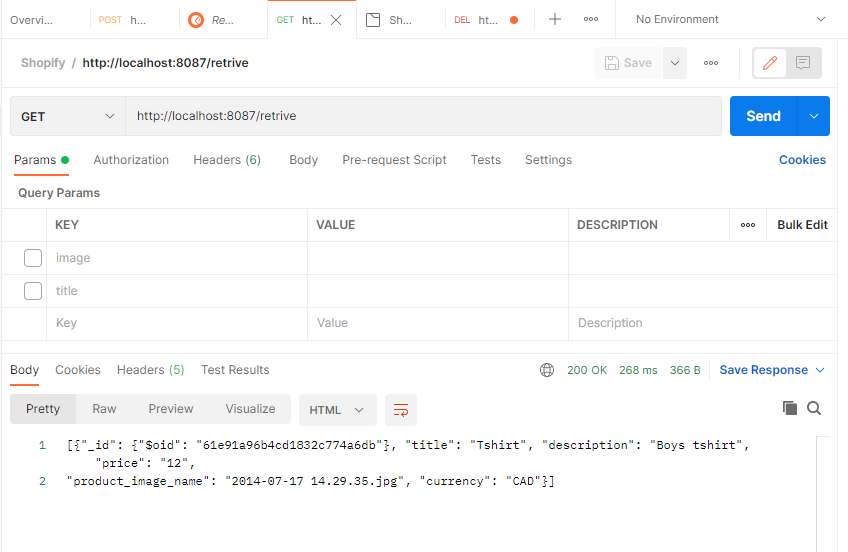 Overvi...
POST h...
Re...
GET ht...
Sh...
DEL ht...
No Environment
Shopify / http://localhost:8087/retrive
Save
GET
http://localhost:8087/retrive
Send
Params
Authorization
Headers (6)
Body
Pre-request Script
Tests
Settings
Cookies
Query Params
KEY VALUE DESCRIPTION Bulk Edit
image
title
Key Value Description
Body
Cookies
Headers (5)
Test Results
200 OK
268 ms
366 B
Save Response
Pretty
Raw
Preview
Visualize
HTML
1 [{"_id": {"$oid": "61e91a96b4cd1832c774a6db"}, "title": "Tshirt", "description": "Boys tshirt",
"price": "12",
2 "product_image_name": "2014-07-17 14.29.35.jpg", "currency": "CAD"}]